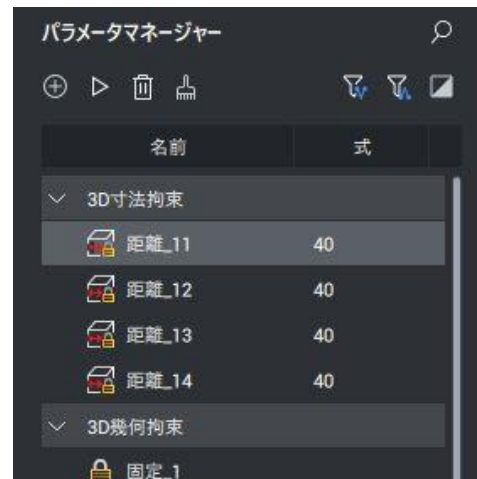 パラメータマネージャー
名前 式
3D寸法拘束
距離_11 40
距離_12 40
距離_13 40
距離_14 40
3D幾何拘束
固定_1